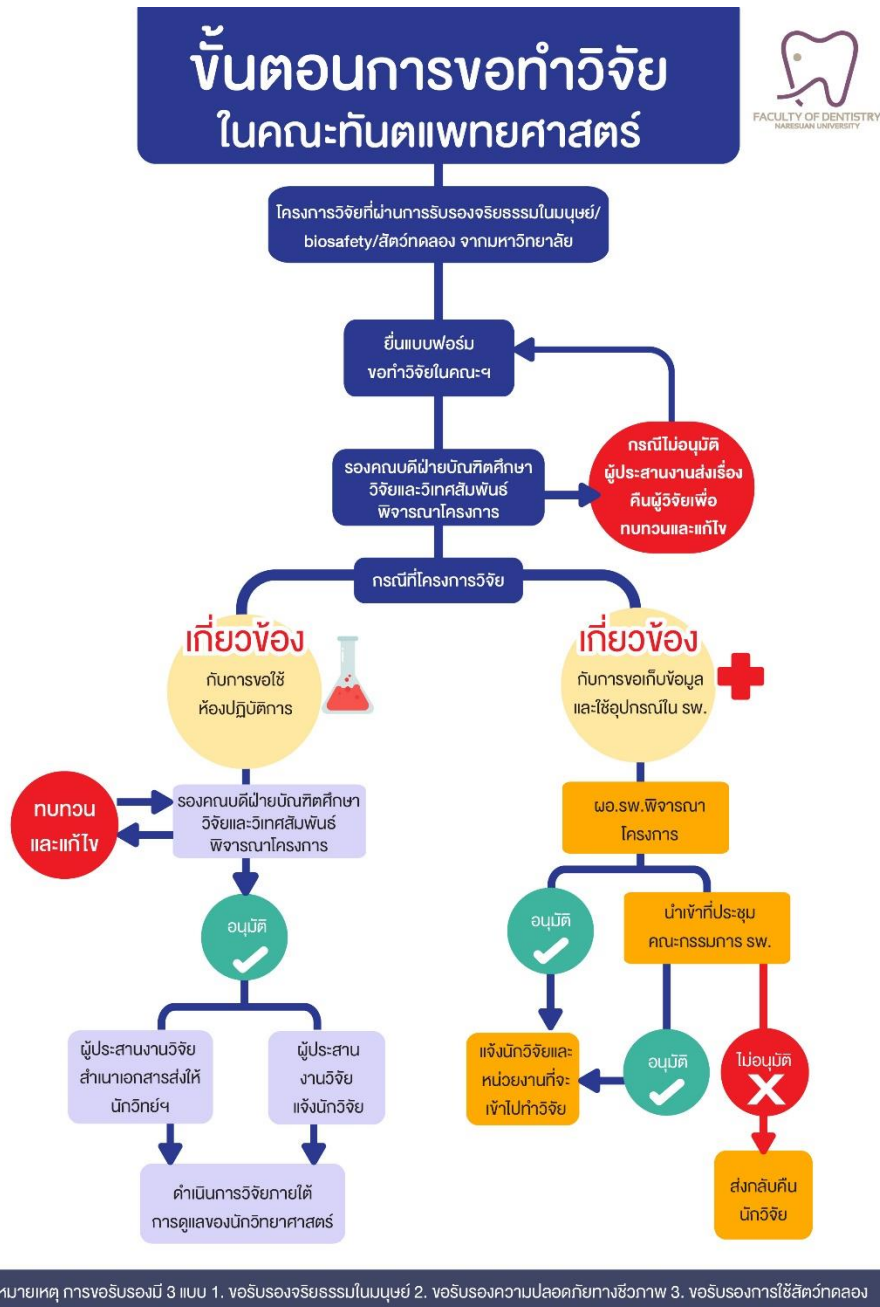 ขั้นตอนการขอทำวิจัย
ในคณะทันตแพทยศาสตร์
FACULTY OF DENTISTRY
NARESUAN UNIVERSITY
โครงการวิจัยที่ผ่านการรับรองจริยธรรมในมนุษย์/
biosafety/สัตว์ทดลอง จากมหาวิทยาลัย
ยื่นแบบฟอร์ม
ขอทำวิจัยในคณะฯ
รองคณบดีฝ่ายบัณฑิตศึกษา
วิจัยและวิเทศสัมพันธ์
พิจารณาโครงการ
กรณีไม่อนุมัติ
ผู้ประสานงานส่งเรื่อง
คืนผู้วิจัยเพื่อ
ทบทวนและแก้ไข
กรณีที่โครงการวิจัย
เกี่ยวข้อง
กับการขอใช้
ห้องปฏิบัติการ
เกี่ยวข้อง
กับการขอเก็บข้อมูล
และใช้อุปกรณ์ใน รพ.
ทบทวน
และแก้ไข
รองคณบดีฝ่ายบัณฑิตศึกษา
วิจัยและวิเทศสัมพันธ์
พิจารณาโครงการ
ผอ.รพ.พิจารณา
โครงการ
อนุมัติ
อนุมัติ
นำเข้าที่ประชุม
คณะกรรมการ รพ.
ผู้ประสานงานวิจัย
สำเนาเอกสารส่งให้
นักวิทย์ฯ
ผู้ประสาน
งานวิจัย
แจ้งนักวิจัย
แจ้งนักวิจัยและ
หน่วยงานที่จะ
เข้าไปทำวิจัย
อนุมัติ
ไม่อนุมัติ
ดำเนินการวิจัยภายใต้
การดูแลของนักวิทยาศาสตร์
ส่งกลับคืน
นักวิจัย
หมายเหตุ การขอรับรองมี 3 แบบ 1. ขอรับรองจริยธรรมในมนุษย์ 2. ขอรับรองความปลอดภัยทางชีวภาพ 3. ขอรับรองการใช้สัตว์ทดลอง